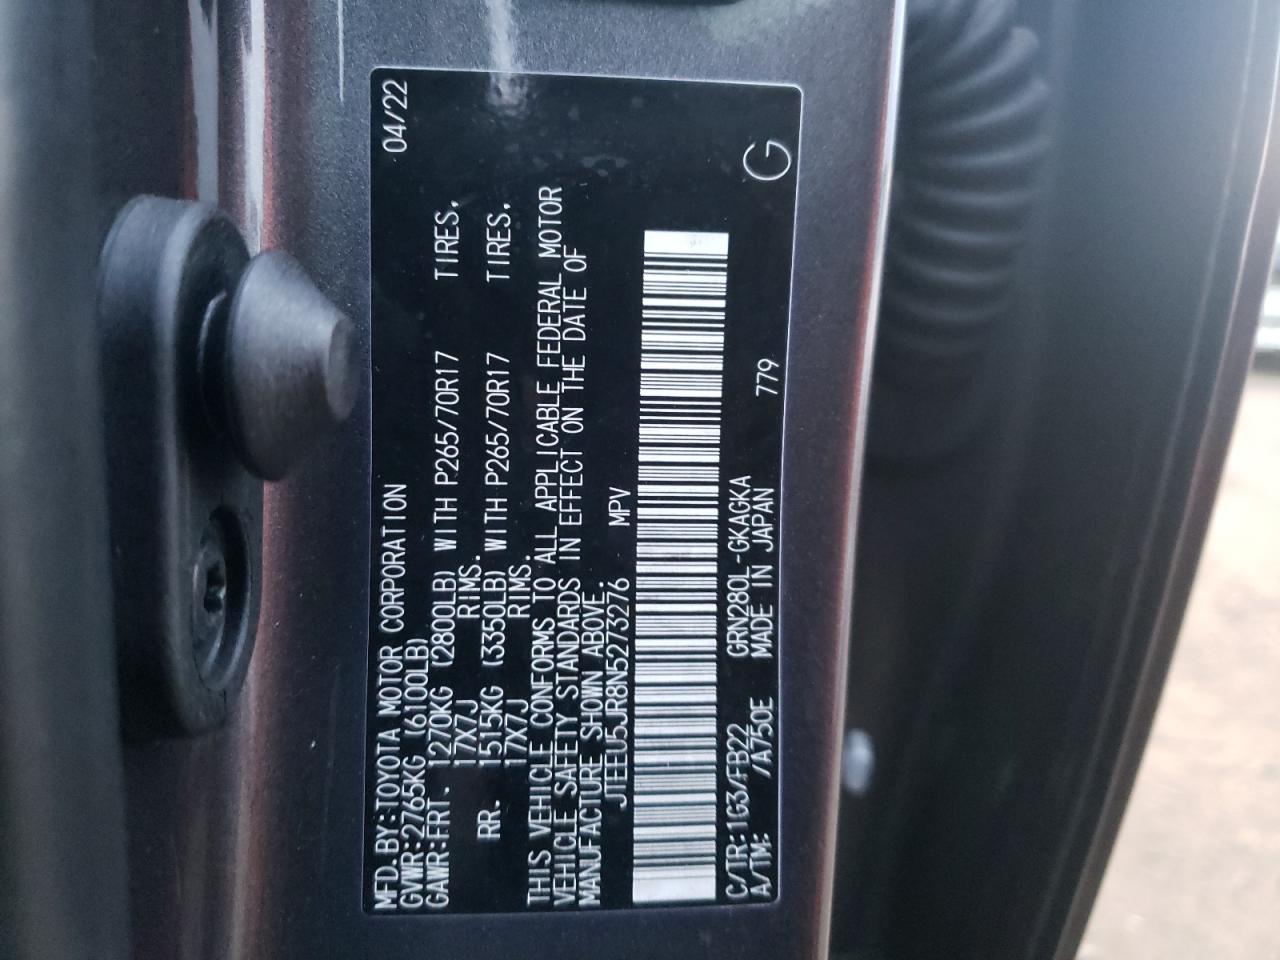 MFD.BY:TOYOTA MOTOR CORPORATION 04/22
GVWR:2765KG (6100LB)
GAWR:FRT. 1270KG (2800LB) WITH P265/70R17 TIRES,
17X7J RIMS.
RR. 1515KG (3350LB) WITH P265/70R17 TIRES,
17X7J RIMS.
THIS VEHICLE CONFORMS TO ALL APPLICABLE FEDERAL MOTOR
VEHICLE SAFETY STANDARDS IN EFFECT ON THE DATE OF
MANUFACTURE SHOWN ABOVE.
JTEEU5JR8N5273276 MPV
C/TR:1G3/FB22 GRN280L-GKAGKA 779 G
A/TM: /A750E MADE IN JAPAN